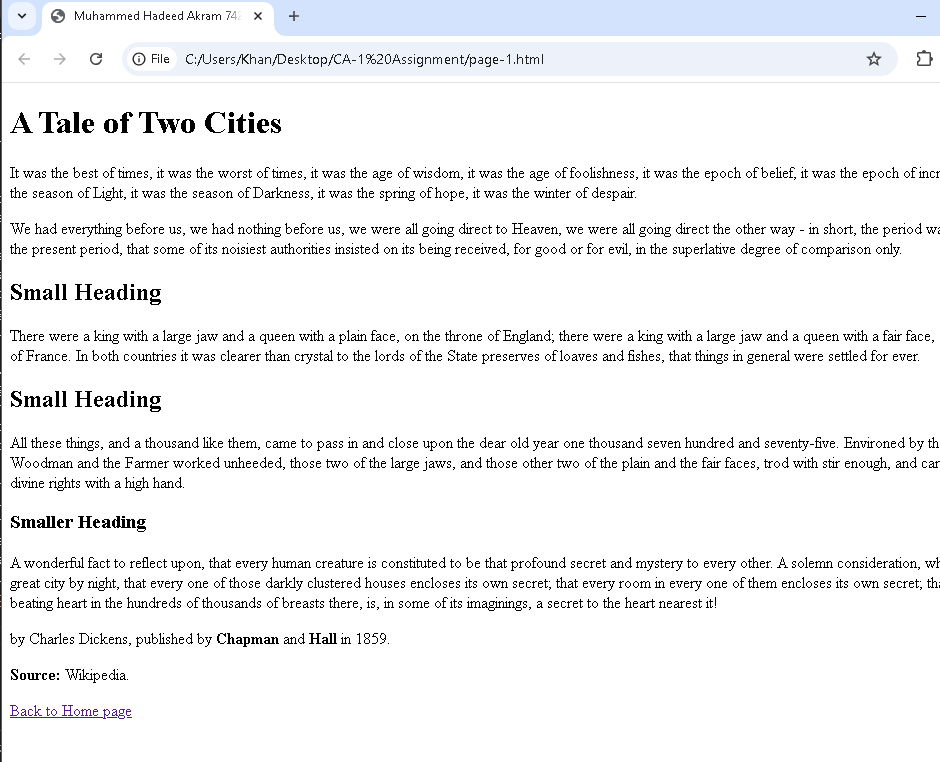 Muhammed Hadeed Akram 742
File C:/Users/Khan/Desktop/CA-1%20Assignment/page-1.html
A Tale of Two Cities
It was the best of times, it was the worst of times, it was the age of wisdom, it was the age of foolishness, it was the epoch of belief, it was the epoch of incr
the season of Light, it was the season of Darkness, it was the spring of hope, it was the winter of despair.
We had everything before us, we had nothing before us, we were all going direct to Heaven, we were all going direct the other way - in short, the period wa
the present period, that some of its noisiest authorities insisted on its being received, for good or for evil, in the superlative degree of comparison only.
Small Heading
There were a king with a large jaw and a queen with a plain face, on the throne of England; there were a king with a large jaw and a queen with a fair face,
of France. In both countries it was clearer than crystal to the lords of the State preserves of loaves and fishes, that things in general were settled for ever.
Small Heading
All these things, and a thousand like them, came to pass in and close upon the dear old year one thousand seven hundred and seventy-five. Environed by th
Woodman and the Farmer worked unheeded, those two of the large jaws, and those other two of the plain and the fair faces, trod with stir enough, and car
divine rights with a high hand.
Smaller Heading
A wonderful fact to reflect upon, that every human creature is constituted to be that profound secret and mystery to every other. A solemn consideration, wh
great city by night, that every one of those darkly clustered houses encloses its own secret; that every room in every one of them encloses its own secret; tha
beating heart in the hundreds of thousands of breasts there, is, in some of its imaginings, a secret to the heart nearest it!
by Charles Dickens, published by Chapman and Hall in 1859.
Source: Wikipedia.
Back to Home page